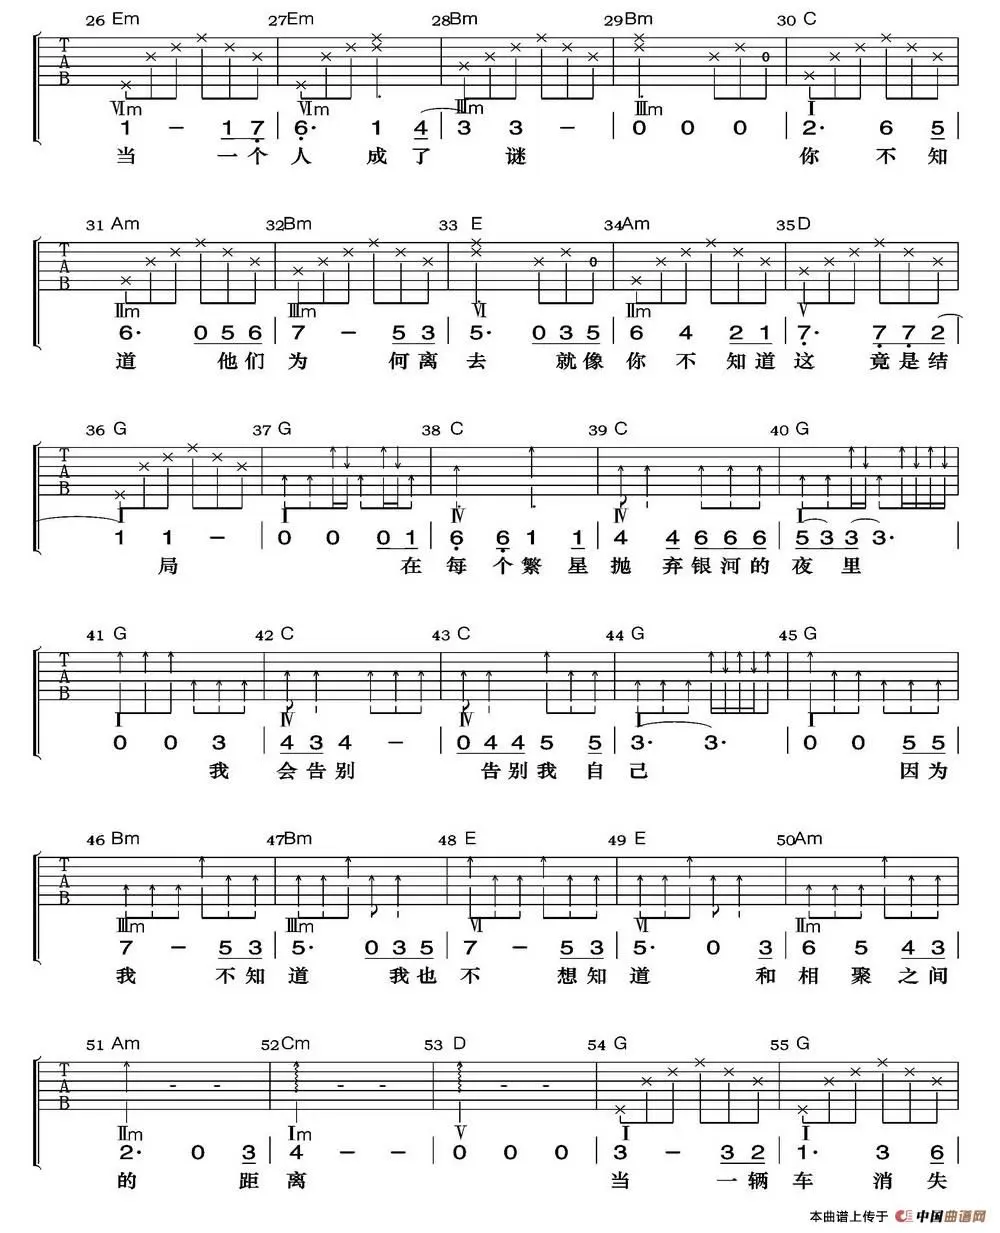 26 Em 27 Em 28 Bm 29 Bm 30 C
T A B
Ⅵm Ⅵm Ⅲm Ⅲm Ⅰ
1 - 1 7 | 6· 1 4 | 3 3 - | 0 0 0 | 2· 6 5 |
当 一个 人 成 了 谜 你 不 知
31 Am 32 Bm 33 E 34 Am 35 D
T A B
Ⅱm Ⅲm Ⅵ Ⅱm Ⅴ
6· 0 5 6 | 7 - 5 3 | 5· 0 3 5 | 6 4 2 1 | 7· 7 7 2 |
道 他们 为 何离 去 就像 你 不 知道 这 竟是结
36 G 37 G 38 C 39 C 40 G
T A B
Ⅰ Ⅰ Ⅳ Ⅳ Ⅰ
1 1 - | 0 0 0 1 | 6 6 1 1 | 4 4 6 6 6 | 5 3 3 3· |
局 在 每 个 繁 星 抛 弃银河的 夜 里
41 G 42 C 43 C 44 G 45 G
T A B
Ⅰ Ⅳ Ⅳ Ⅰ Ⅰ
0 0 3 | 4 3 4 - | 0 4 4 5 5 | 3· 3· | 0 0 5 5 |
我 会告别 告别我 自 己 因为
46 Bm 47 Bm 48 E 49 E 50 Am
T A B
Ⅲm Ⅲm Ⅵ Ⅵ Ⅱm
7 - 5 3 | 5· 0 3 5 | 7 - 5 3 | 5· 0 3 | 6 5 4 3 |
我 不知 道 我也 不 想知 道 和 相 聚 之间
51 Am 52 Cm 53 D 54 G 55 G
T A B
Ⅱm Ⅰm Ⅴ Ⅰ Ⅰ
2· 0 3 | 4 - - | 0 0 0 | 3 - 3 2 | 1· 3 6 |
的 距 离 当 一辆 车 消 失
本曲谱上传于 中国曲谱网